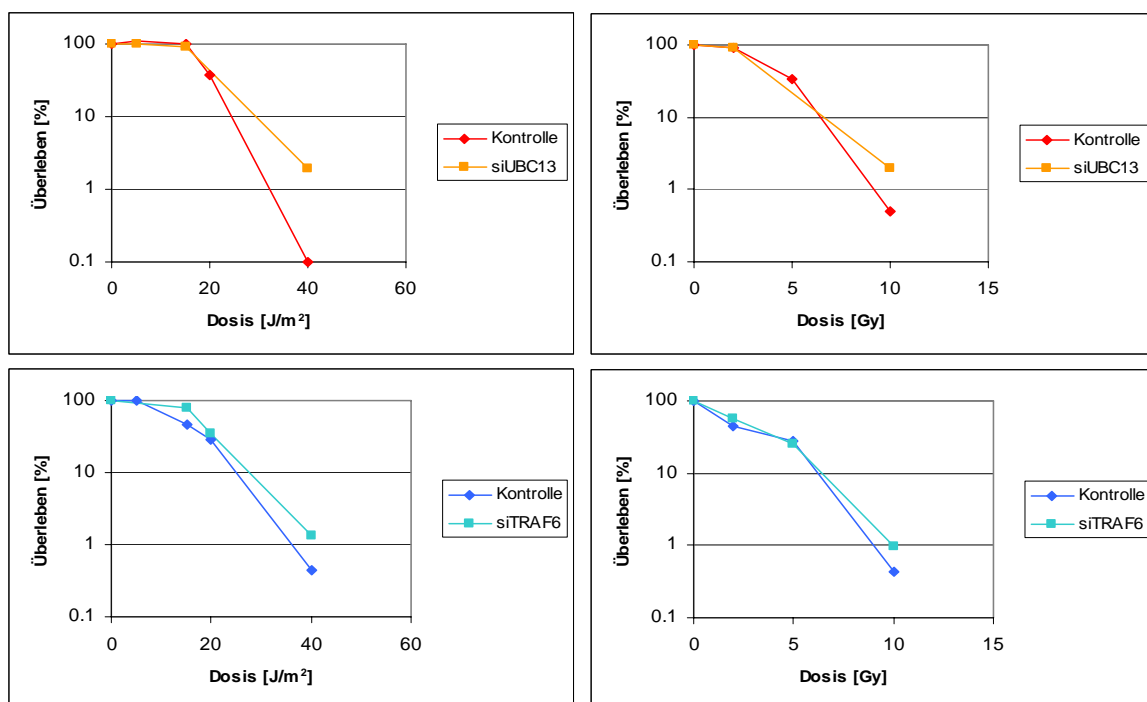 100
10
1
0.1
Überleben [%]
0 20 40 60
Dosis [J/m²]
Kontrolle
siUBC13
100
10
1
0.1
Überleben [%]
0 5 10 15
Dosis [Gy]
Kontrolle
siUBC13
100
10
1
0.1
Überleben [%]
0 20 40 60
Dosis [J/m²]
Kontrolle
siTRAF6
100
10
1
0.1
Überleben [%]
0 5 10 15
Dosis [Gy]
Kontrolle
siTRAF6